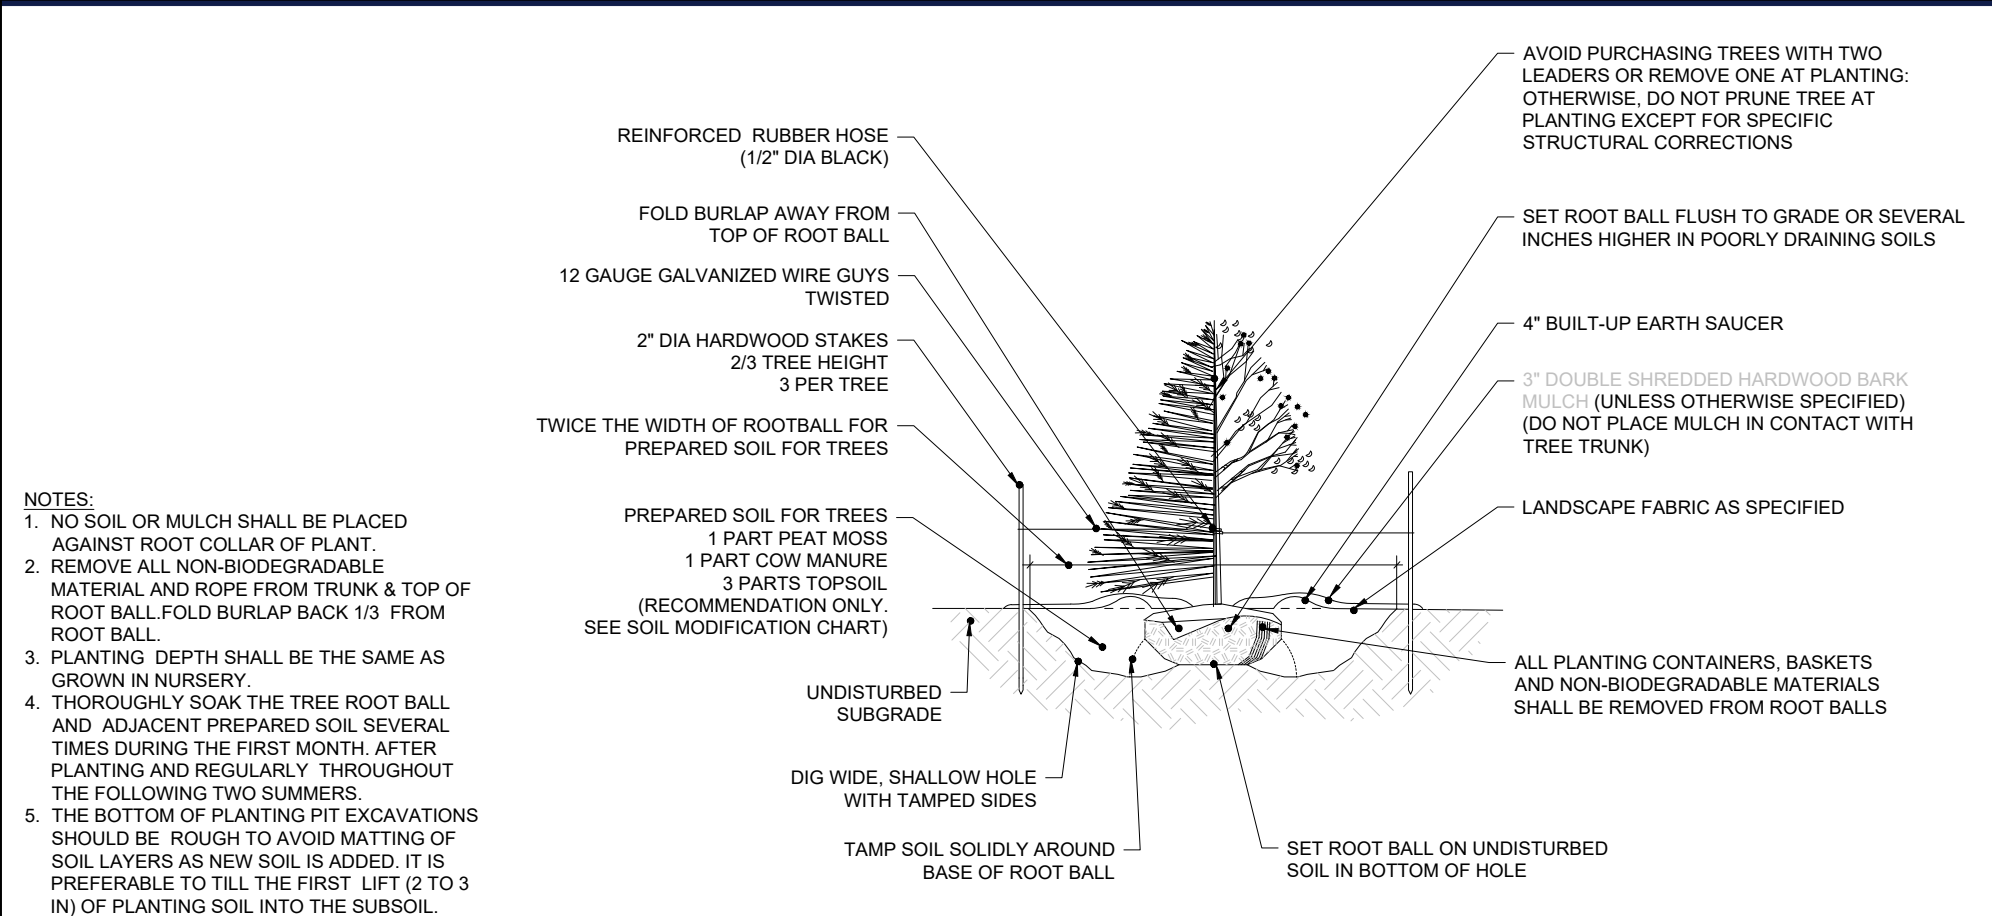 REINFORCED RUBBER HOSE
(1/2" DIA BLACK)
FOLD BURLAP AWAY FROM
TOP OF ROOT BALL
12 GAUGE GALVANIZED WIRE GUYS
TWISTED
2" DIA HARDWOOD STAKES
2/3 TREE HEIGHT
3 PER TREE
TWICE THE WIDTH OF ROOTBALL FOR
PREPARED SOIL FOR TREES
PREPARED SOIL FOR TREES
1 PART PEAT MOSS
1 PART COW MANURE
3 PARTS TOPSOIL
(RECOMMENDATION ONLY.
SEE SOIL MODIFICATION CHART)
UNDISTURBED
SUBGRADE
DIG WIDE, SHALLOW HOLE
WITH TAMPED SIDES
TAMP SOIL SOLIDLY AROUND
BASE OF ROOT BALL
AVOID PURCHASING TREES WITH TWO
LEADERS OR REMOVE ONE AT PLANTING:
OTHERWISE, DO NOT PRUNE TREE AT
PLANTING EXCEPT FOR SPECIFIC
STRUCTURAL CORRECTIONS
SET ROOT BALL FLUSH TO GRADE OR SEVERAL
INCHES HIGHER IN POORLY DRAINING SOILS
4" BUILT-UP EARTH SAUCER
3" DOUBLE SHREDDED HARDWOOD BARK
MULCH (UNLESS OTHERWISE SPECIFIED)
(DO NOT PLACE MULCH IN CONTACT WITH
TREE TRUNK)
LANDSCAPE FABRIC AS SPECIFIED
ALL PLANTING CONTAINERS, BASKETS
AND NON-BIODEGRADABLE MATERIALS
SHALL BE REMOVED FROM ROOT BALLS
SET ROOT BALL ON UNDISTURBED
SOIL IN BOTTOM OF HOLE
NOTES:
1. NO SOIL OR MULCH SHALL BE PLACED
AGAINST ROOT COLLAR OF PLANT.
2. REMOVE ALL NON-BIODEGRADABLE
MATERIAL AND ROPE FROM TRUNK & TOP OF
ROOT BALL.FOLD BURLAP BACK 1/3 FROM
ROOT BALL.
3. PLANTING DEPTH SHALL BE THE SAME AS
GROWN IN NURSERY.
4. THOROUGHLY SOAK THE TREE ROOT BALL
AND ADJACENT PREPARED SOIL SEVERAL
TIMES DURING THE FIRST MONTH. AFTER
PLANTING AND REGULARLY THROUGHOUT
THE FOLLOWING TWO SUMMERS.
5. THE BOTTOM OF PLANTING PIT EXCAVATIONS
SHOULD BE ROUGH TO AVOID MATTING OF
SOIL LAYERS AS NEW SOIL IS ADDED. IT IS
PREFERABLE TO TILL THE FIRST LIFT (2 TO 3
IN) OF PLANTING SOIL INTO THE SUBSOIL.